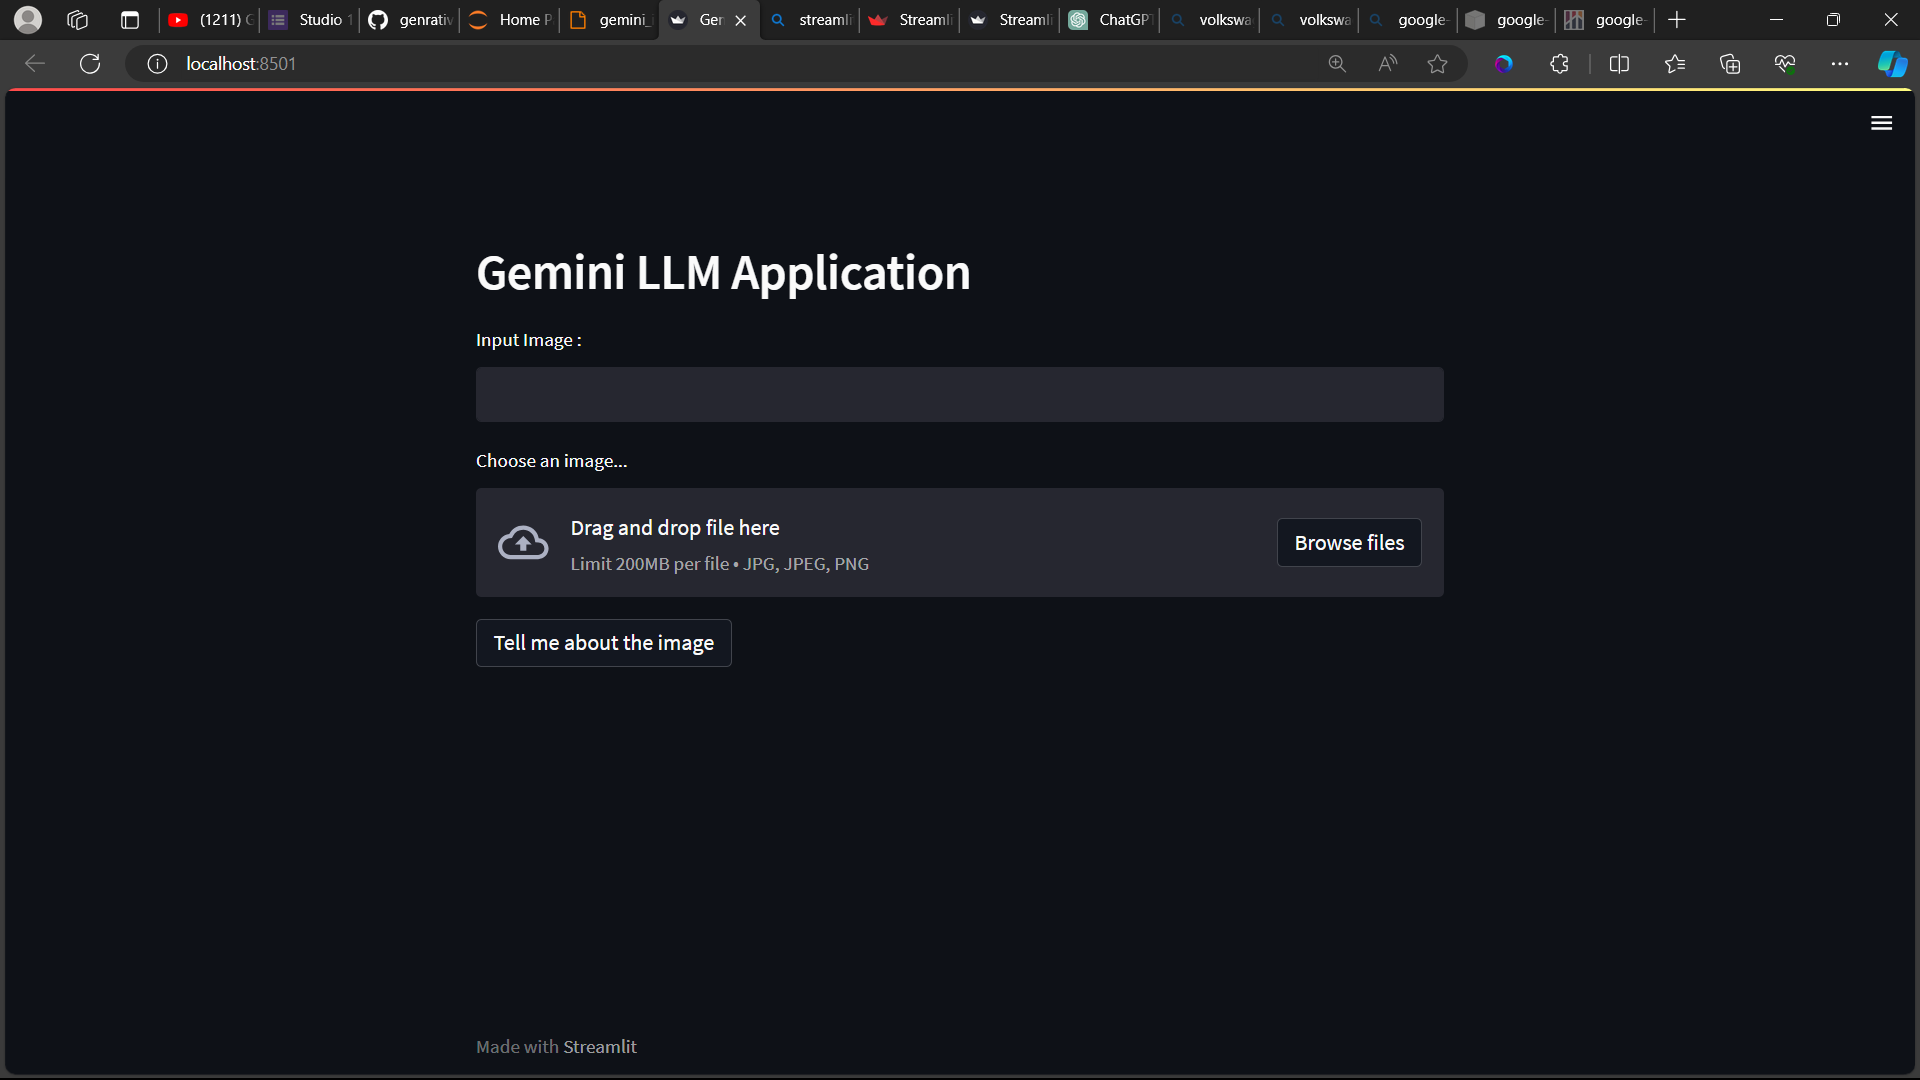 (1211) G
Studio 1
genrativ
Home P
gemini_
Ger
streamli
Streamli
Streamli
ChatGPT
volkswa
volkswa
google-
google-
google-
localhost:8501
Gemini LLM Application
Input Image :
Choose an image...
Drag and drop file here
Limit 200MB per file • JPG, JPEG, PNG
Browse files
Tell me about the image
Made with Streamlit